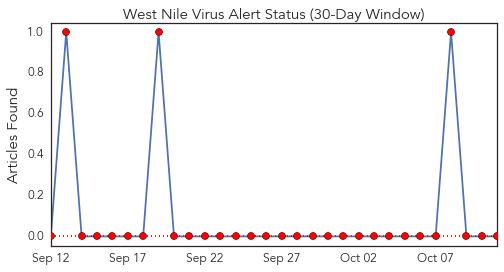 West Nile Virus Alert Status (30-Day Window)
Articles Found
1.0
0.8
0.6
0.4
0.2
0.0
Sep 12 Sep 17 Sep 22 Sep 27 Oct 02 Oct 07